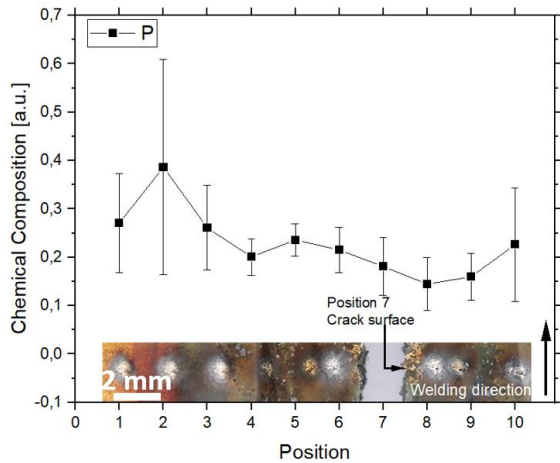 P
Chemical Composition [a.u.]
0,7
0,6
0,5
0,4
0,3
0,2
0,1
0,0
-0,1
Position 7
Crack surface
2 mm
Welding direction
0 1 2 3 4 5 6 7 8 9 10
Position